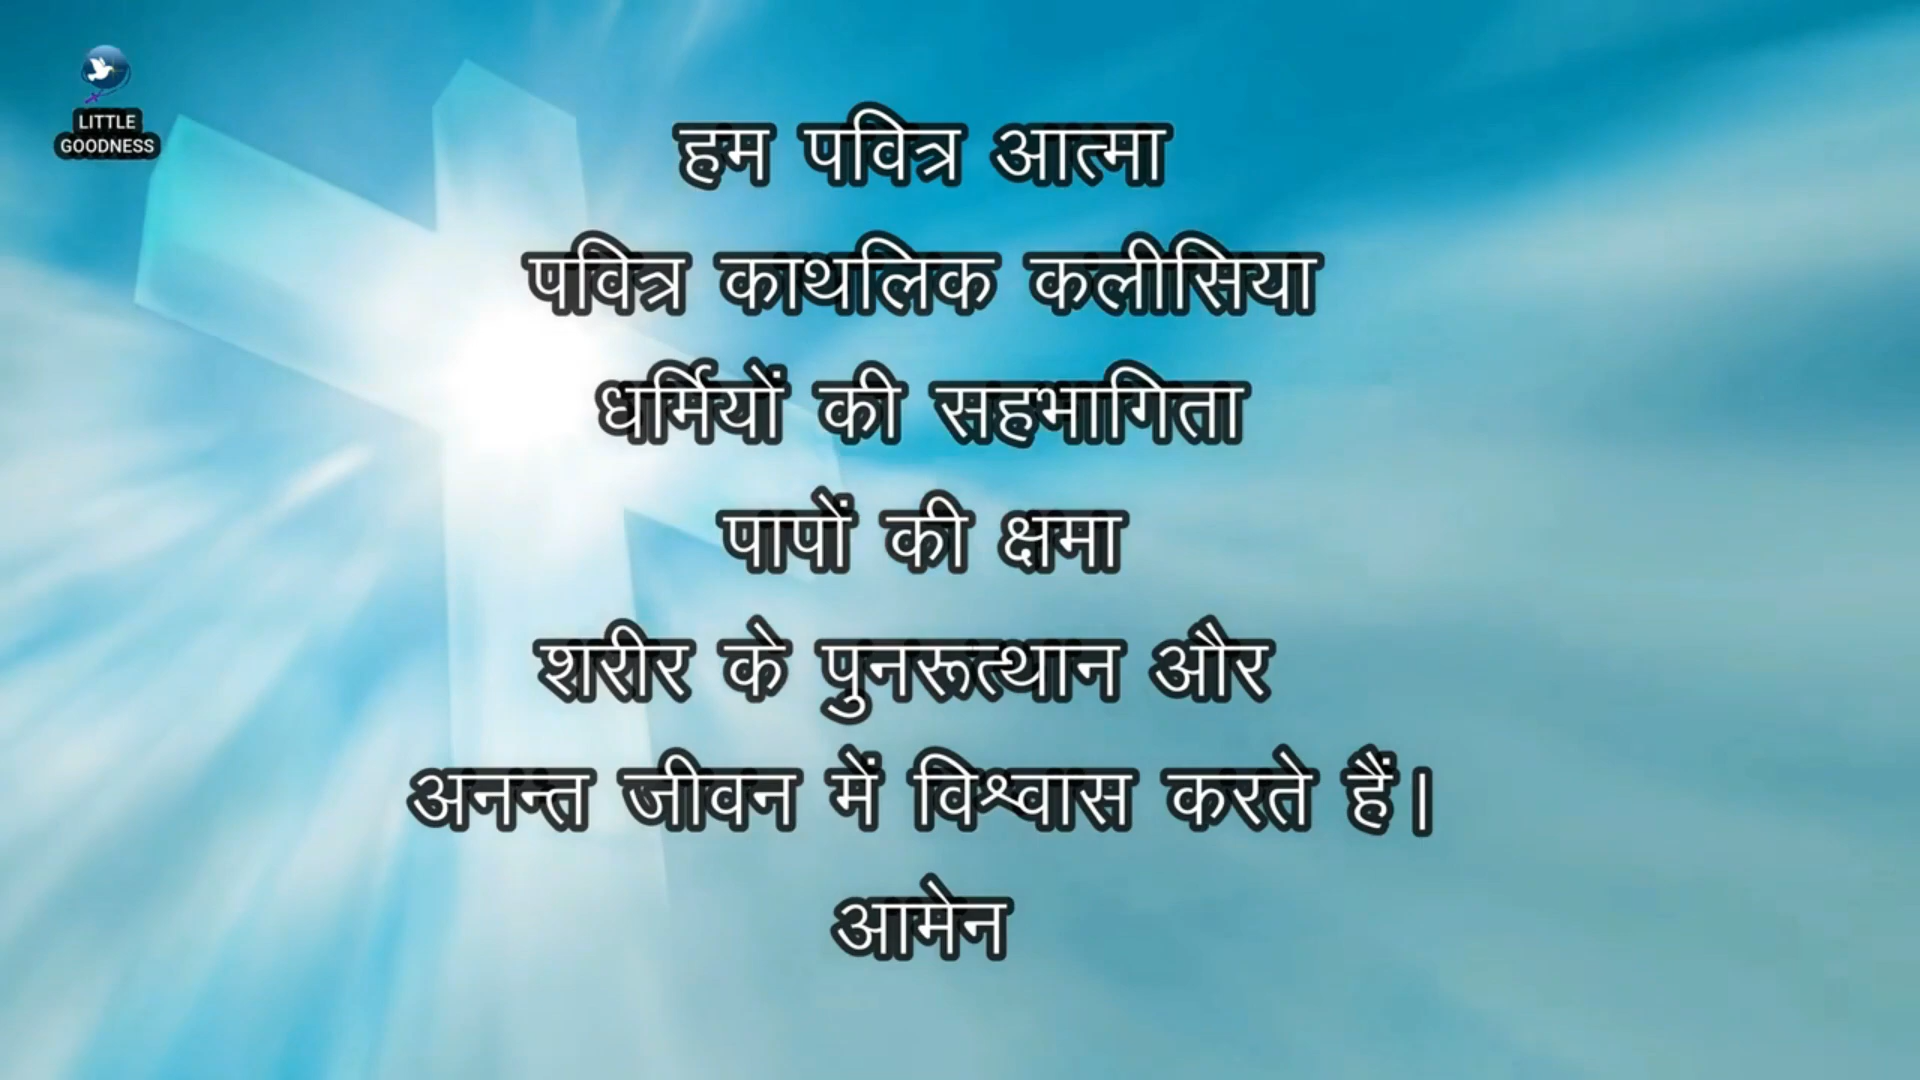 LITTLE
GOODNESS
हम पवित्र आत्मा
पवित्र काथलिक कलीसिया
धर्मियों की सहभागिता
पापों की क्षमा
शरीर के पुनरूत्थान और
अनन्त जीवन में विश्वास करते हैं।
आमेन